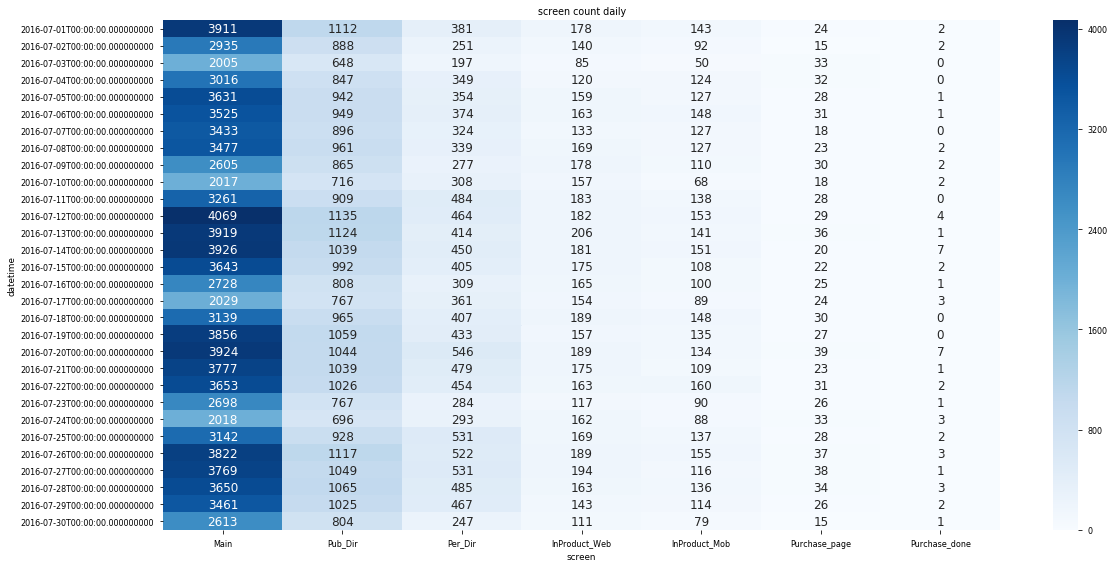 screen count daily
datetime
2016-07-01T00:00:00.000000000 3911 1112 381 178 143 24 2
2016-07-02T00:00:00.000000000 2935 888 251 140 92 15 2
2016-07-03T00:00:00.000000000 2005 648 197 85 50 33 0
2016-07-04T00:00:00.000000000 3016 847 349 120 124 32 0
2016-07-05T00:00:00.000000000 3631 942 354 159 127 28 1
2016-07-06T00:00:00.000000000 3525 949 374 163 148 31 1
2016-07-07T00:00:00.000000000 3433 896 324 133 127 18 0
2016-07-08T00:00:00.000000000 3477 961 339 169 127 23 2
2016-07-09T00:00:00.000000000 2605 865 277 178 110 30 2
2016-07-10T00:00:00.000000000 2017 716 308 157 68 18 2
2016-07-11T00:00:00.000000000 3261 909 484 183 138 28 0
2016-07-12T00:00:00.000000000 4069 1135 464 182 153 29 4
2016-07-13T00:00:00.000000000 3919 1124 414 206 141 36 1
2016-07-14T00:00:00.000000000 3926 1039 450 181 151 20 7
2016-07-15T00:00:00.000000000 3643 992 405 175 108 22 2
2016-07-16T00:00:00.000000000 2728 808 309 165 100 25 1
2016-07-17T00:00:00.000000000 2029 767 361 154 89 24 3
2016-07-18T00:00:00.000000000 3139 965 407 189 148 30 0
2016-07-19T00:00:00.000000000 3856 1059 433 157 135 27 0
2016-07-20T00:00:00.000000000 3924 1044 546 189 134 39 7
2016-07-21T00:00:00.000000000 3777 1039 479 175 109 23 1
2016-07-22T00:00:00.000000000 3653 1026 454 163 160 31 2
2016-07-23T00:00:00.000000000 2698 767 284 117 90 26 1
2016-07-24T00:00:00.000000000 2018 696 293 162 88 33 3
2016-07-25T00:00:00.000000000 3142 928 531 169 137 28 2
2016-07-26T00:00:00.000000000 3822 1117 522 189 155 37 3
2016-07-27T00:00:00.000000000 3769 1049 531 194 116 38 1
2016-07-28T00:00:00.000000000 3650 1065 485 163 136 34 3
2016-07-29T00:00:00.000000000 3461 1025 467 143 114 26 2
2016-07-30T00:00:00.000000000 2613 804 247 111 79 15 1
Main Pub_Dir Per_Dir InProduct_Web InProduct_Mob Purchase_page Purchase_done
screen
4000
3200
2400
1600
800
0